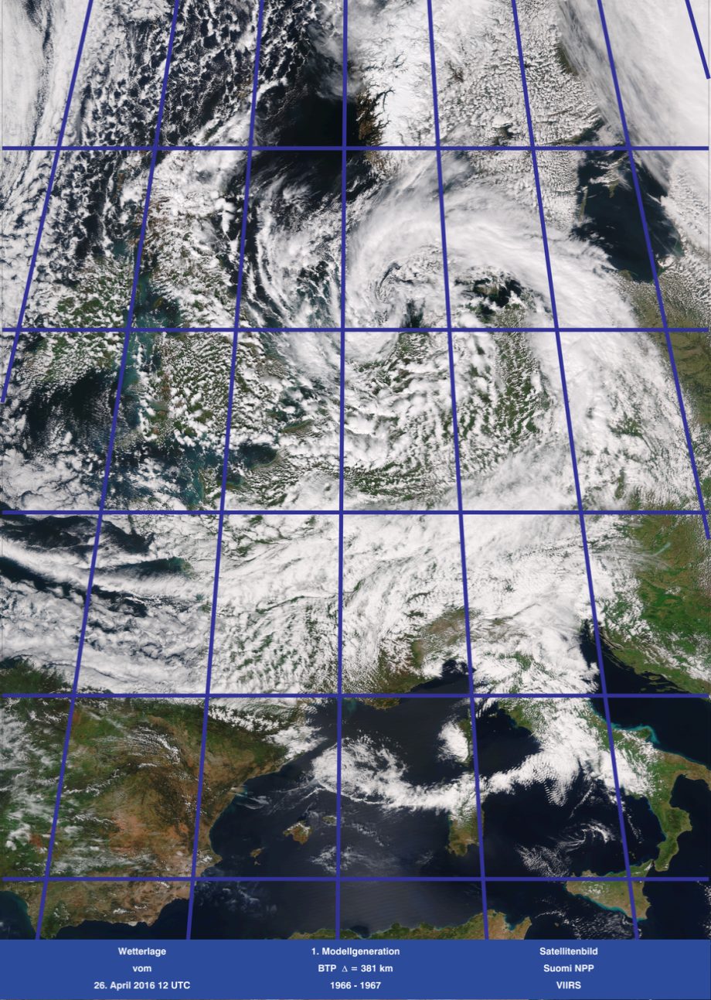 Wetterlage
vom
26. April 2016 12 UTC
1. Modellgeneration
BTP Δ = 381 km
1966 - 1967
Satellitenbild
Suomi NPP
VIIRS